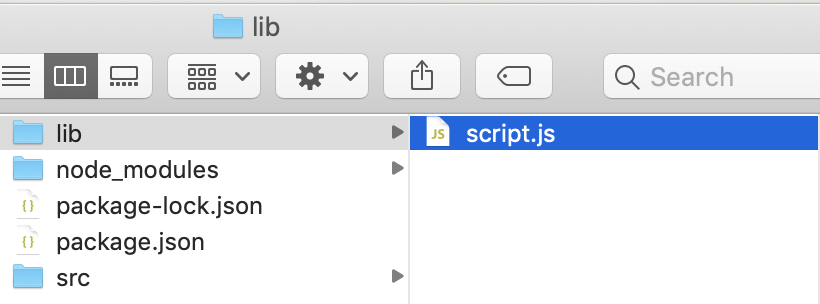 lib
Search
lib
node_modules
package-lock.json
package.json
src
JS script.js